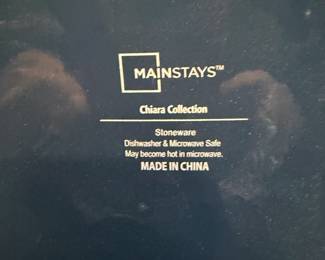 MAINSTAYS™
Chiara Collection
Stoneware
Dishwasher & Microwave Safe
May become hot in microwave.
MADE IN CHINA